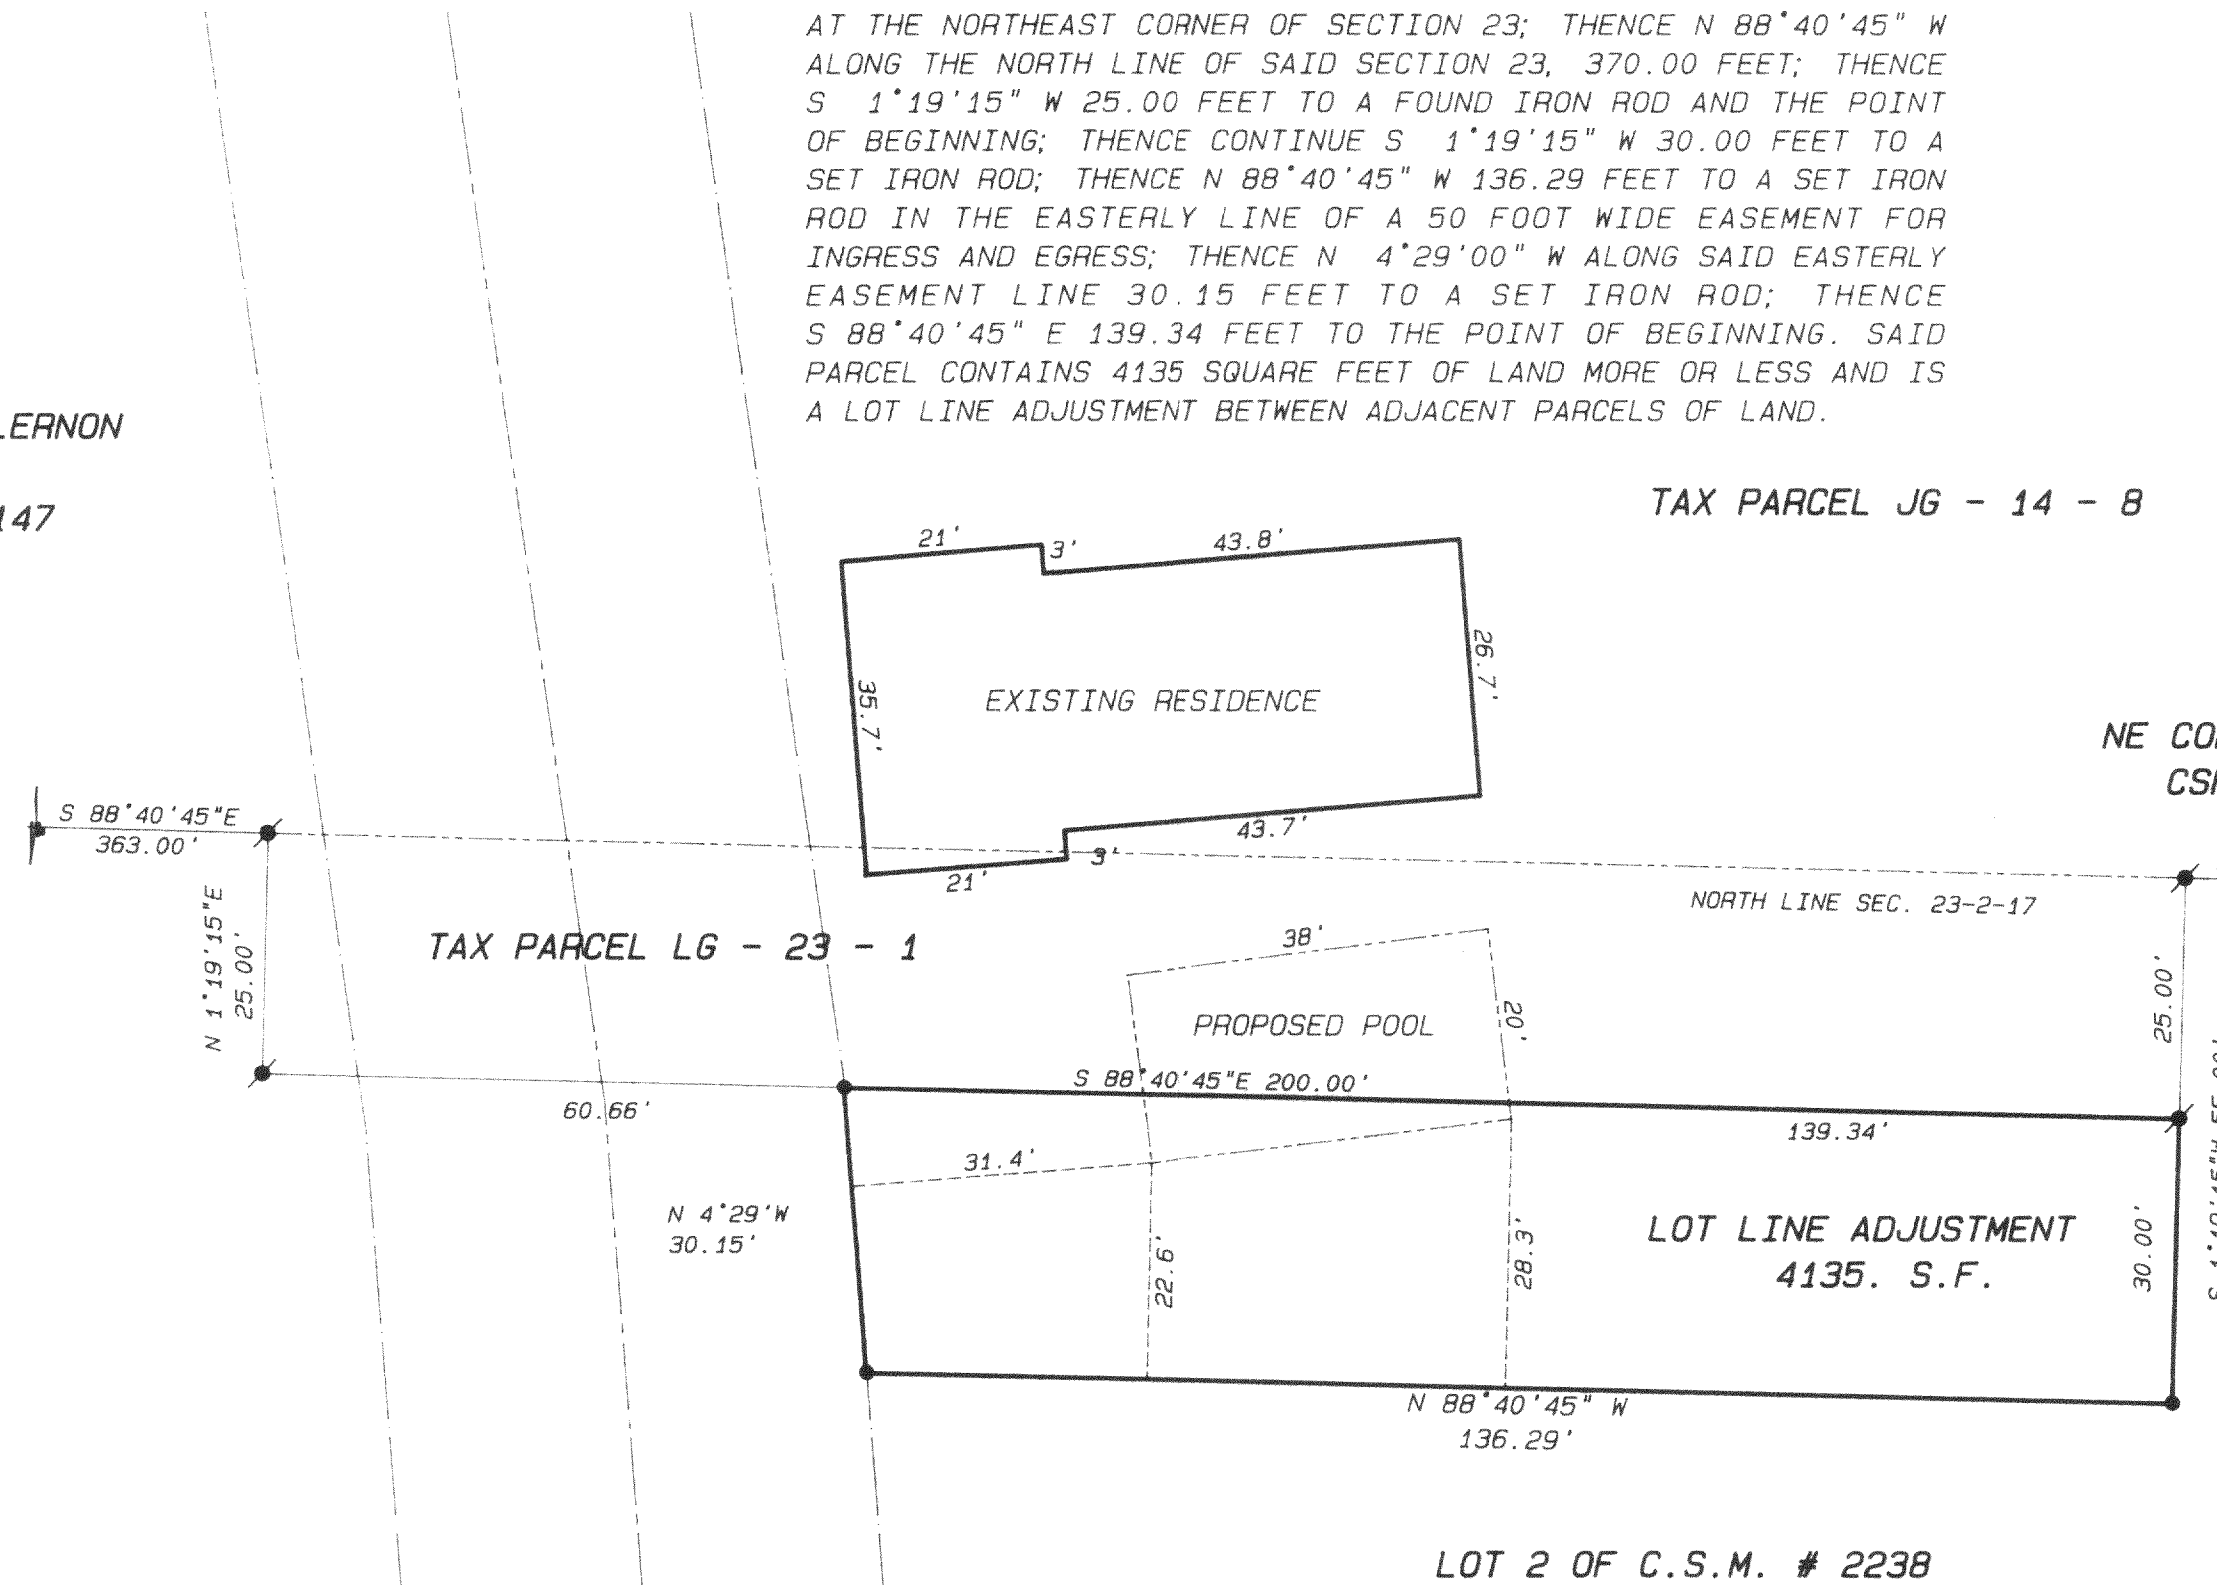 AT THE NORTHEAST CORNER OF SECTION 23; THENCE N 88°40'45" W
ALONG THE NORTH LINE OF SAID SECTION 23, 370.00 FEET; THENCE
S 1°19'15" W 25.00 FEET TO A FOUND IRON ROD AND THE POINT
OF BEGINNING; THENCE CONTINUE S 1°19'15" W 30.00 FEET TO A
SET IRON ROD; THENCE N 88°40'45" W 136.29 FEET TO A SET IRON
ROD IN THE EASTERLY LINE OF A 50 FOOT WIDE EASEMENT FOR
INGRESS AND EGRESS; THENCE N 4°29'00" W ALONG SAID EASTERLY
EASEMENT LINE 30.15 FEET TO A SET IRON ROD; THENCE
S 88°40'45" E 139.34 FEET TO THE POINT OF BEGINNING. SAID
PARCEL CONTAINS 4135 SQUARE FEET OF LAND MORE OR LESS AND IS
A LOT LINE ADJUSTMENT BETWEEN ADJACENT PARCELS OF LAND.
LERNON
147
TAX PARCEL JG - 14 - 8
21'
3'
43.8'
26.7'
35.7'
EXISTING RESIDENCE
NE CO
CS
S 88°40'45"E
363.00'
43.7'
3'
21'
NORTH LINE SEC. 23-2-17
N 1°19'15"E
25.00'
TAX PARCEL LG - 23 - 1
38'
20'
PROPOSED POOL
25.00'
S 88°40'45"E 200.00'
60.66'
139.34'
31.4'
N 4°29'W
30.15'
22.6'
28.3'
LOT LINE ADJUSTMENT
4135. S.F.
30.00'
N 88°40'45" W
136.29'
LOT 2 OF C.S.M. # 2238